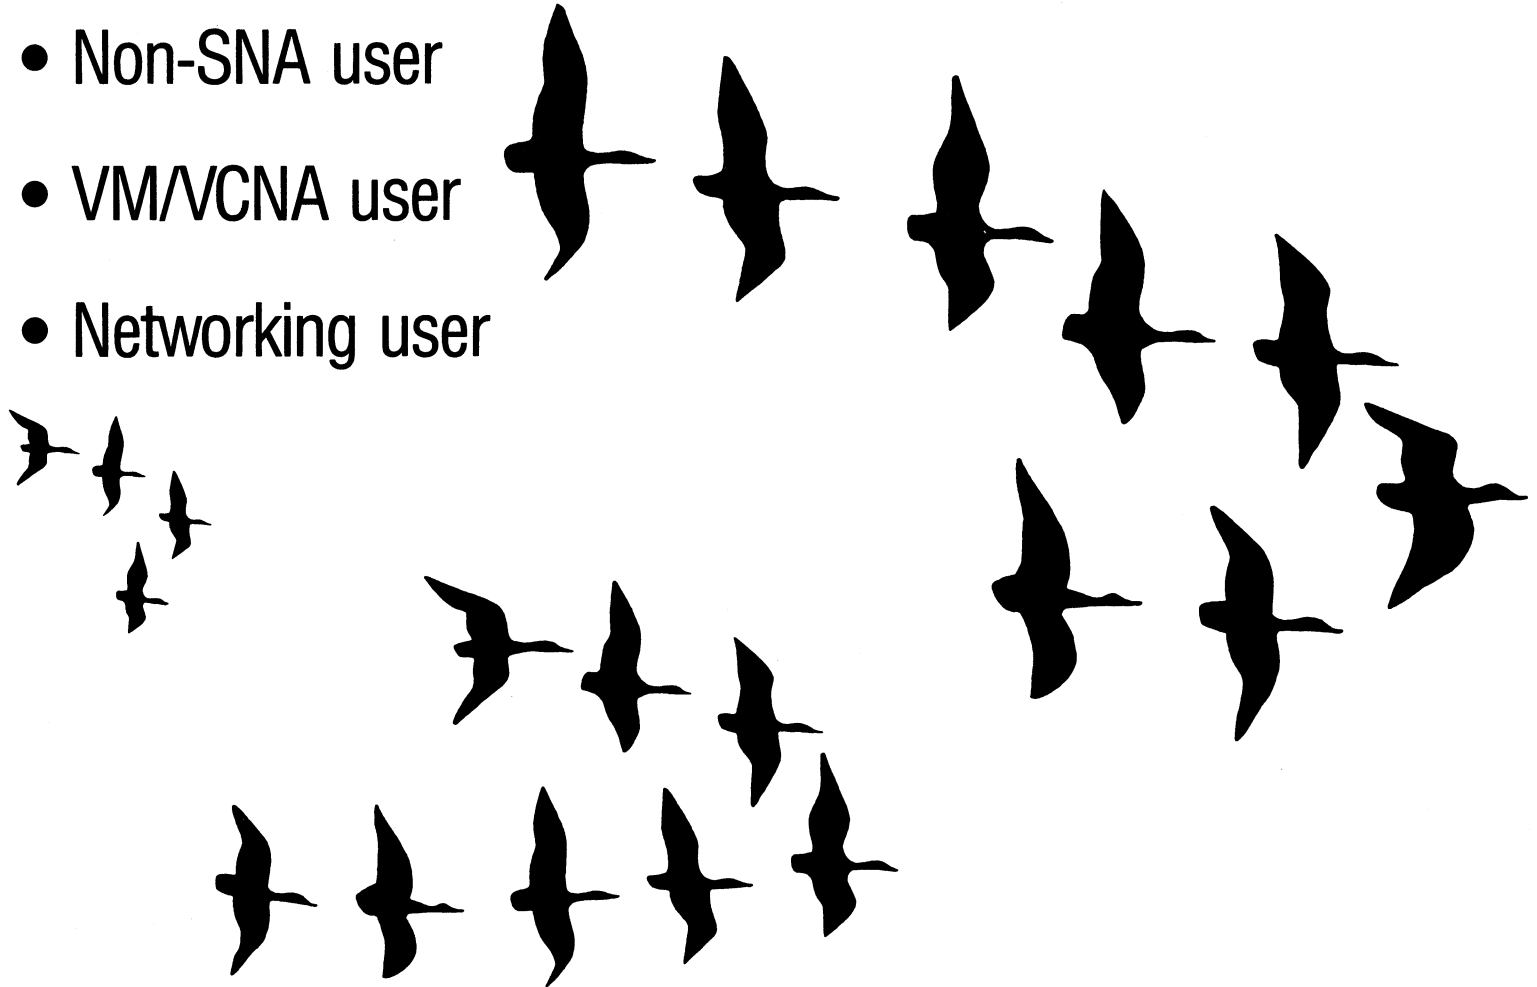 • Non-SNA user
• VM/VCNA user
• Networking user